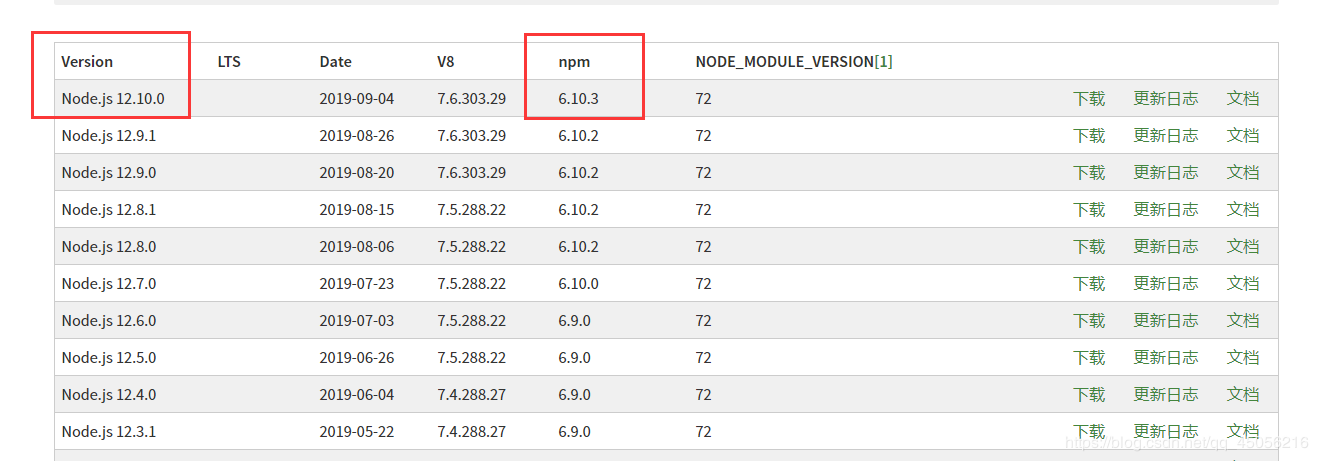 Version LTS Date V8 npm NODE_MODULE_VERSION[1]
Node.js 12.10.0 2019-09-04 7.6.303.29 6.10.3 72 下载 更新日志 文档
Node.js 12.9.1 2019-08-26 7.6.303.29 6.10.2 72 下载 更新日志 文档
Node.js 12.9.0 2019-08-20 7.6.303.29 6.10.2 72 下载 更新日志 文档
Node.js 12.8.1 2019-08-15 7.5.288.22 6.10.2 72 下载 更新日志 文档
Node.js 12.8.0 2019-08-06 7.5.288.22 6.10.2 72 下载 更新日志 文档
Node.js 12.7.0 2019-07-23 7.5.288.22 6.10.0 72 下载 更新日志 文档
Node.js 12.6.0 2019-07-03 7.5.288.22 6.9.0 72 下载 更新日志 文档
Node.js 12.5.0 2019-06-26 7.5.288.22 6.9.0 72 下载 更新日志 文档
Node.js 12.4.0 2019-06-04 7.4.288.27 6.9.0 72 下载 更新日志 文档
Node.js 12.3.1 2019-05-22 7.4.288.27 6.9.0 72 下载 更新日志 文档
https://blog.csdn.net/qq_45056216